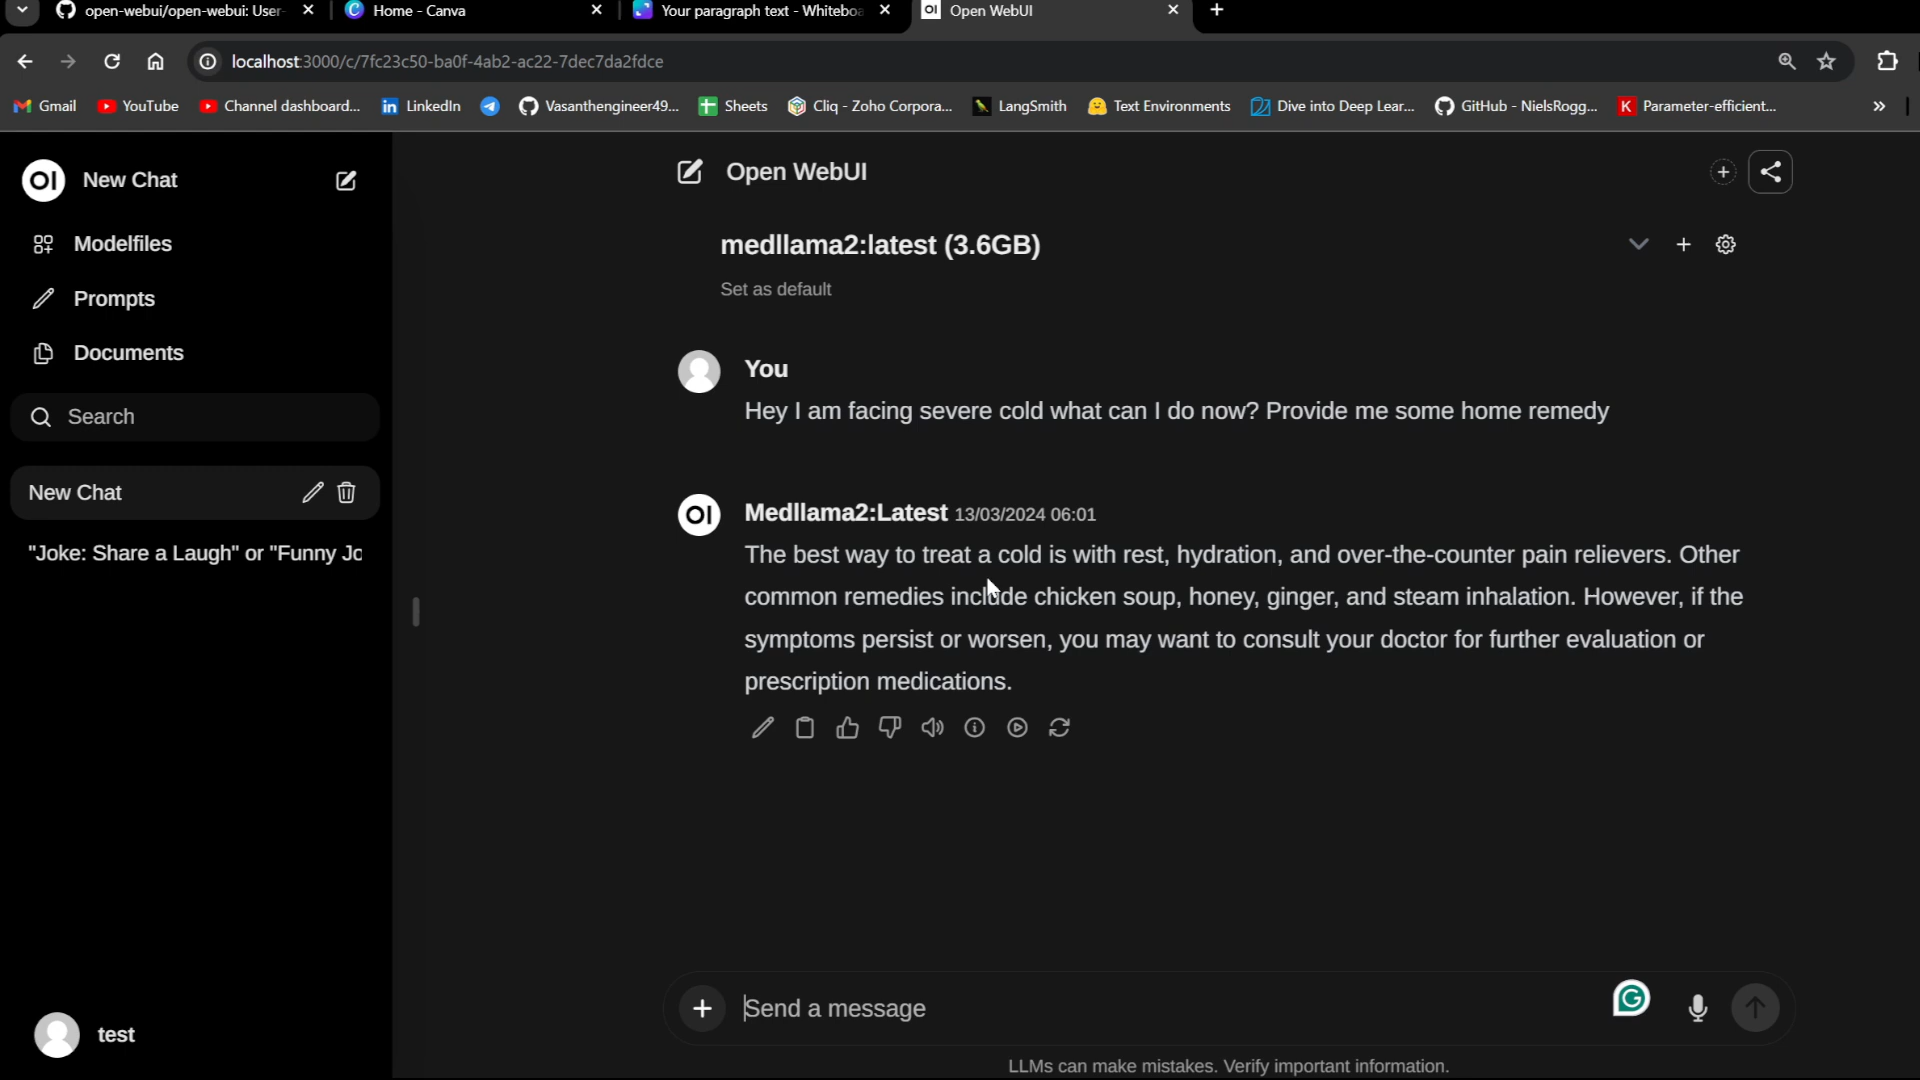 open-webui/open-webui: User-
Home - Canva
Your paragraph text - Whiteboa
OI Open WebUI
localhost:3000/c/7fc23c50-ba0f-4ab2-ac22-7dec7da2fdce
Gmail YouTube Channel dashboard... LinkedIn Vasanthengineer49... Sheets Cliq - Zoho Corpora... LangSmith Text Environments Dive into Deep Lear... GitHub - NielsRogg... K Parameter-efficient... »
OI New Chat
Modelfiles
Prompts
Documents
Search
New Chat
"Joke: Share a Laugh" or "Funny Jo
test
Open WebUI
medllama2:latest (3.6GB)
Set as default
You
Hey I am facing severe cold what can I do now? Provide me some home remedy
OI Medllama2:Latest 13/03/2024 06:01
The best way to treat a cold is with rest, hydration, and over-the-counter pain relievers. Other
common remedies include chicken soup, honey, ginger, and steam inhalation. However, if the
symptoms persist or worsen, you may want to consult your doctor for further evaluation or
prescription medications.
Send a message
LLMs can make mistakes. Verify important information.